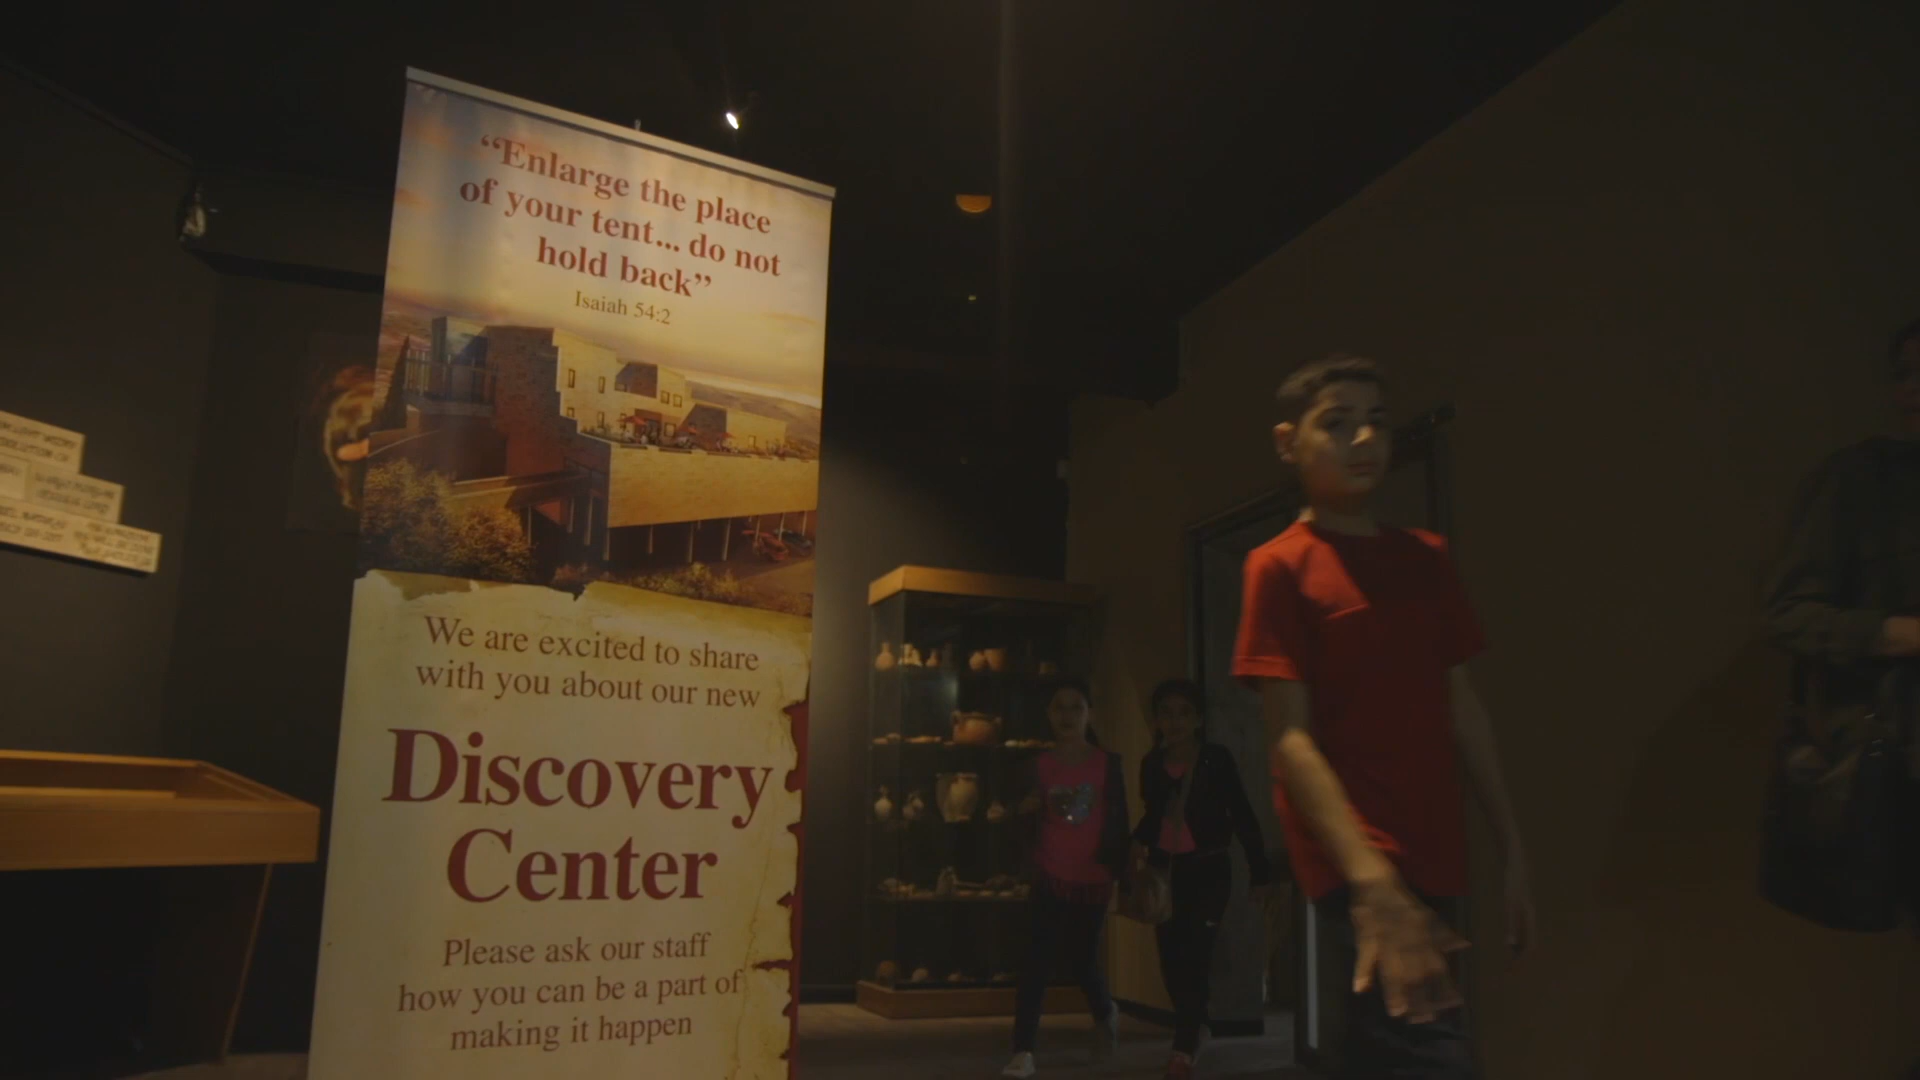 “Enlarge the place
of your tent... do not
hold back”
Isaiah 54:2
We are excited to share
with you about our new
Discovery
Center
Please ask our staff
how you can be a part of
making it happen